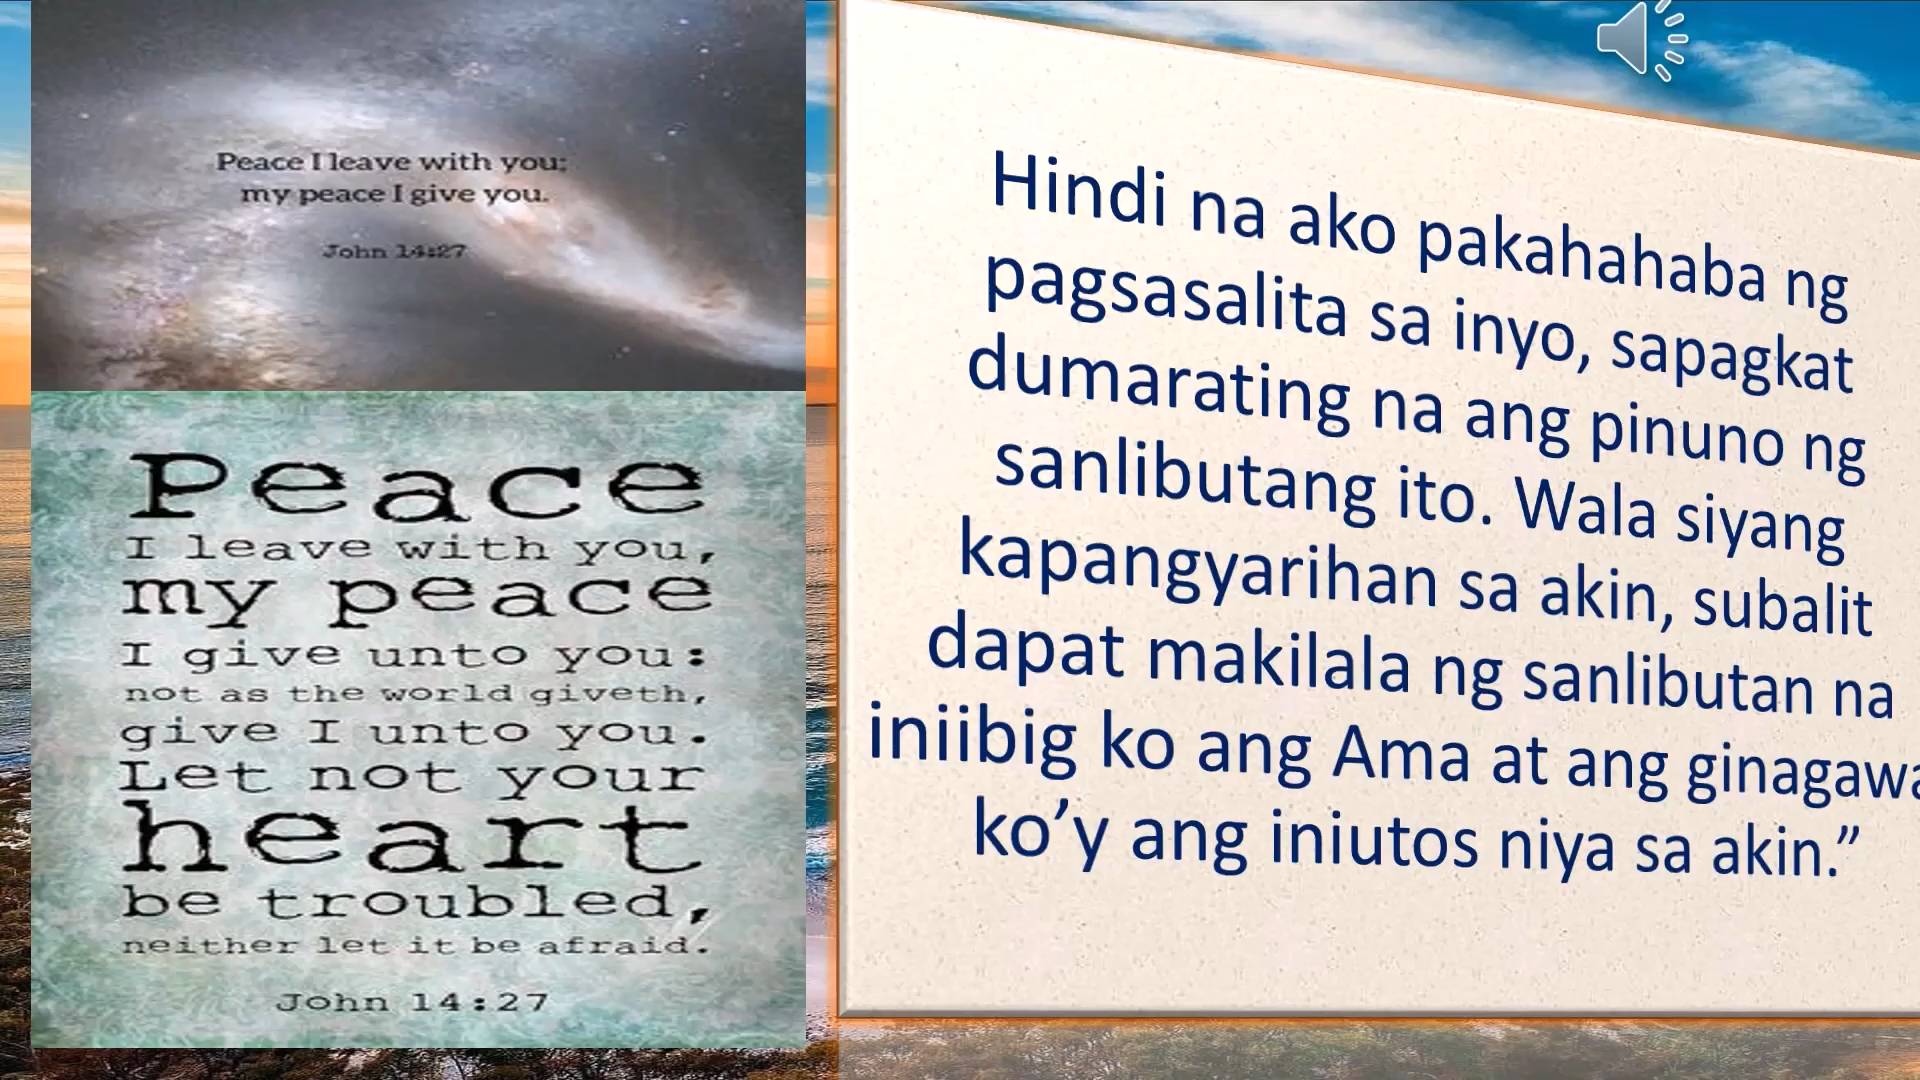 Peace I leave with you;
my peace I give you.
John 14:27
Peace
I leave with you,
my peace
I give unto you:
not as the world giveth,
give I unto you.
Let not your
heart
be troubled,
neither let it be afraid.
John 14:27
Hindi na ako pakahahaba ng
pagsasalita sa inyo, sapagkat
dumarating na ang pinuno ng
sanlibutang ito. Wala siyang
kapangyarihan sa akin, subalit
dapat makilala ng sanlibutan na
iniibig ko ang Ama at ang ginagawa
ko’y ang iniutos niya sa akin.”